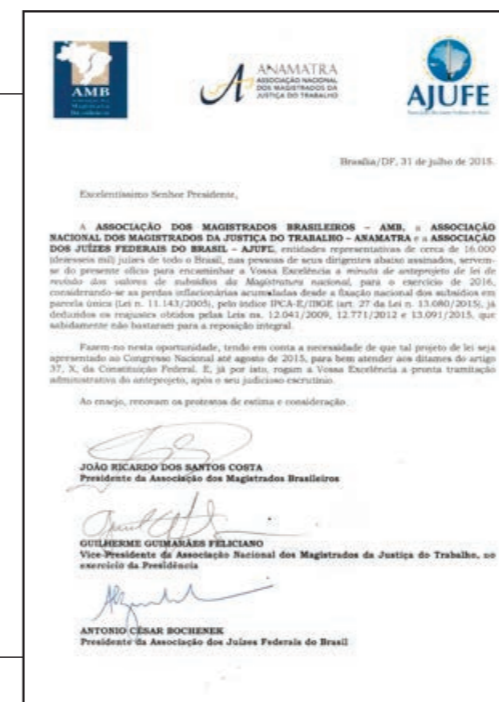 AMB
ANAMATRA
ASSOCIAÇÃO NACIONAL
DOS MAGISTRADOS DA
JUSTIÇA DO TRABALHO
AJUFE
Brasília/DF, 31 de julho de 2015.
Excelentíssimo Senhor Presidente,
A ASSOCIAÇÃO DOS MAGISTRADOS BRASILEIROS – AMB, a ASSOCIAÇÃO
NACIONAL DOS MAGISTRADOS DA JUSTIÇA DO TRABALHO – ANAMATRA e a ASSOCIAÇÃO
DOS JUÍZES FEDERAIS DO BRASIL – AJUFE, entidades representativas de cerca de 16.000
(dezesseis mil) juízes de todo o Brasil, nas pessoas de seus dirigentes abaixo assinados, servem-
se do presente ofício para encaminhar a Vossa Excelência a minuta de anteprojeto de lei de
revisão dos valores de subsídios da Magistratura nacional, para o exercício de 2016,
considerando-se as perdas inflacionárias acumuladas desde a fixação nacional dos subsídios em
parcela única (Lei n. 11.143/2005), pelo índice IPCA-E/IBGE (art. 27 da Lei n. 13.080/2015), já
deduzidos os reajustes obtidos pelas Leis ns. 12.041/2009, 12.771/2012 e 13.091/2015, que
sabidamente não bastaram para a reposição integral.
Fazem-no nesta oportunidade, tendo em conta a necessidade de que tal projeto de lei seja
apresentado ao Congresso Nacional até agosto de 2015, para bem atender aos ditames do artigo
37, X, da Constituição Federal. E, já por isto, rogam a Vossa Excelência a pronta tramitação
administrativa do anteprojeto, após o seu judicioso escrutínio.
Ao ensejo, renovam os protestos de estima e consideração.
JOÃO RICARDO DOS SANTOS COSTA
Presidente da Associação dos Magistrados Brasileiros
GUILHERME GUIMARÃES FELICIANO
Vice-Presidente da Associação Nacional dos Magistrados da Justiça do Trabalho, no
exercício da Presidência
ANTONIO CÉSAR BOCHENEK
Presidente da Associação dos Juízes Federais do Brasil